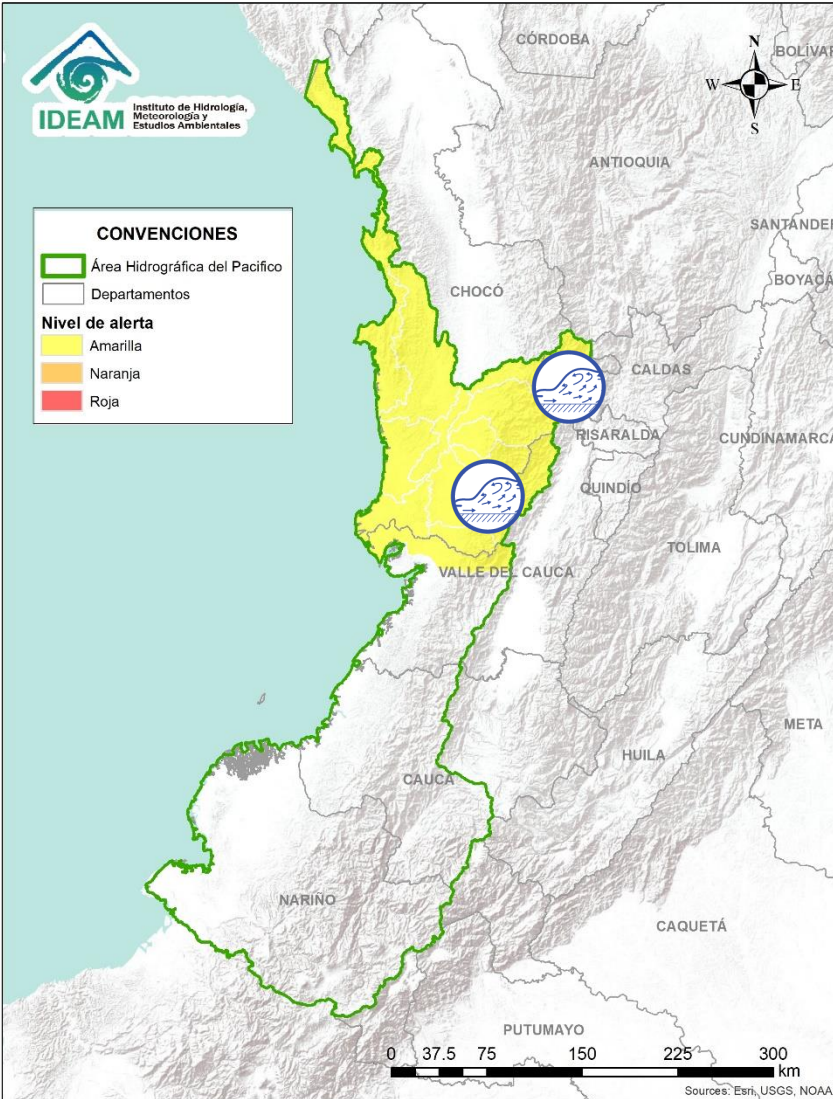 IDEAM
Instituto de Hidrología,
Meteorología y
Estudios Ambientales
CÓRDOBA
BOLÍVAR
N
W
E
S
ANTIOQUIA
SANTANDER
BOYACÁ
CONVENCIONES
Área Hidrográfica del Pacifico
Departamentos
Nivel de alerta
Amarilla
Naranja
Roja
CHOCÓ
CALDAS
RISARALDA
CUNDINAMARCA
QUINDÍO
TOLIMA
VALLE DEL CAUCA
META
HUILA
CAUCA
NARIÑO
CAQUETÁ
PUTUMAYO
0 37.5 75 150 225 300
km
Sources: Esri, USGS, NOAA